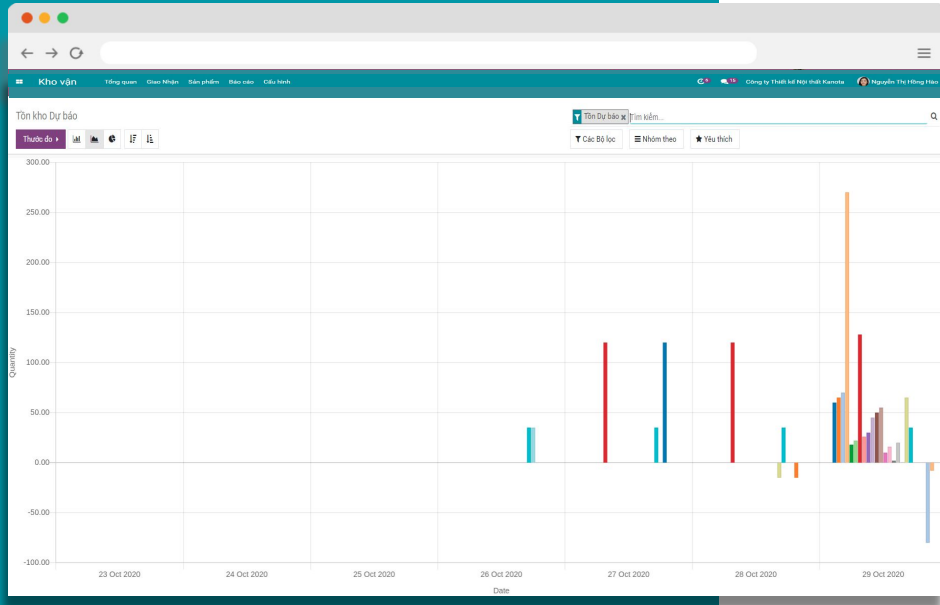 Kho vận Tổng quan Giao Nhận Sản phẩm Báo cáo Cấu hình 16 Công ty Thiết kế Nội thất Kanota Nguyễn Thị Hồng Hào
Tồn kho Dự báo
Tồn Dự báo x Tìm kiếm...
Thước đo
Các Bộ lọc Nhóm theo Yêu thích
300.00
250.00
200.00
150.00
100.00
50.00
0.00
-50.00
-100.00
Quantity
23 Oct 2020 24 Oct 2020 25 Oct 2020 26 Oct 2020 27 Oct 2020 28 Oct 2020 29 Oct 2020
Date